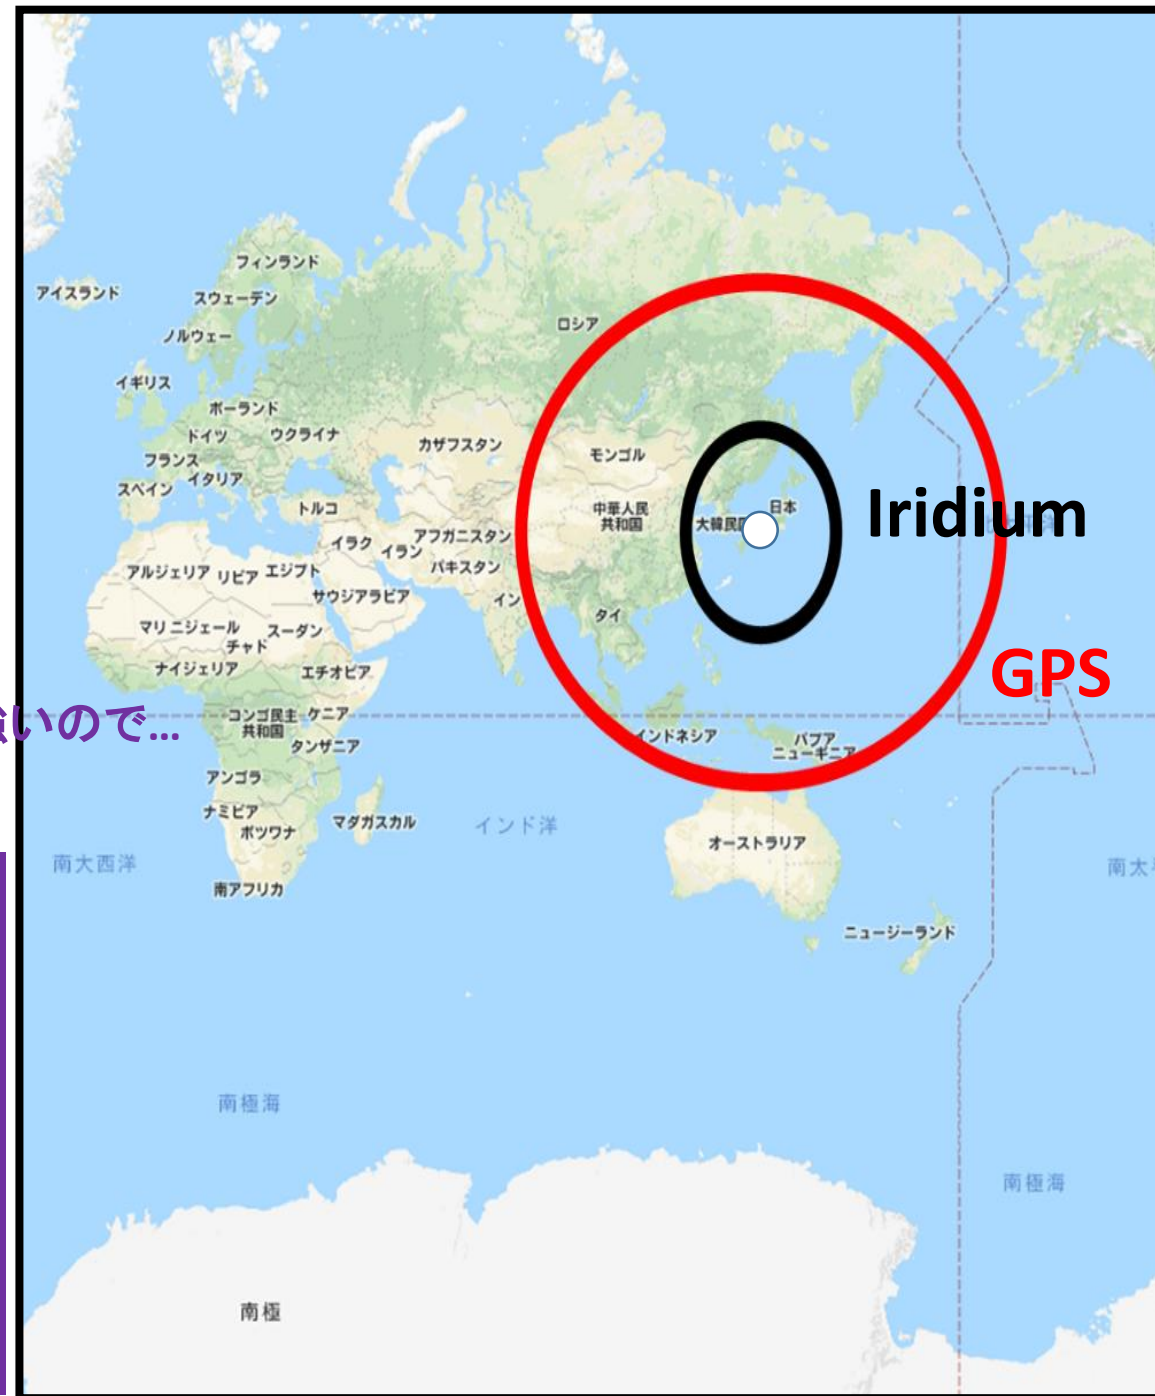 フィンランド
アイスランド
スウェーデン
ロシア
ノルウェー
イギリス
ポーランド
ドイツ
ウクライナ
カザフスタン
モンゴル
フランス
イタリア
スペイン
トルコ
中華人民
共和国
日本
大韓民
Iridium
イラク
イラン
アフガニスタン
パキスタン
アルジェリア
リビア
エジプト
サウジアラビア
イン
タイ
マリ
ニジェール
スーダン
チャド
ナイジェリア
エチオピア
GPS
いので…
コンゴ民主
共和国
ケニア
タンザニア
インドネシア
パプア
ニューギニア
アンゴラ
ナミビア
ボツワナ
マダガスカル
インド洋
オーストラリア
南大西洋
南太
南アフリカ
ニュージーランド
南極海
南極海
南極